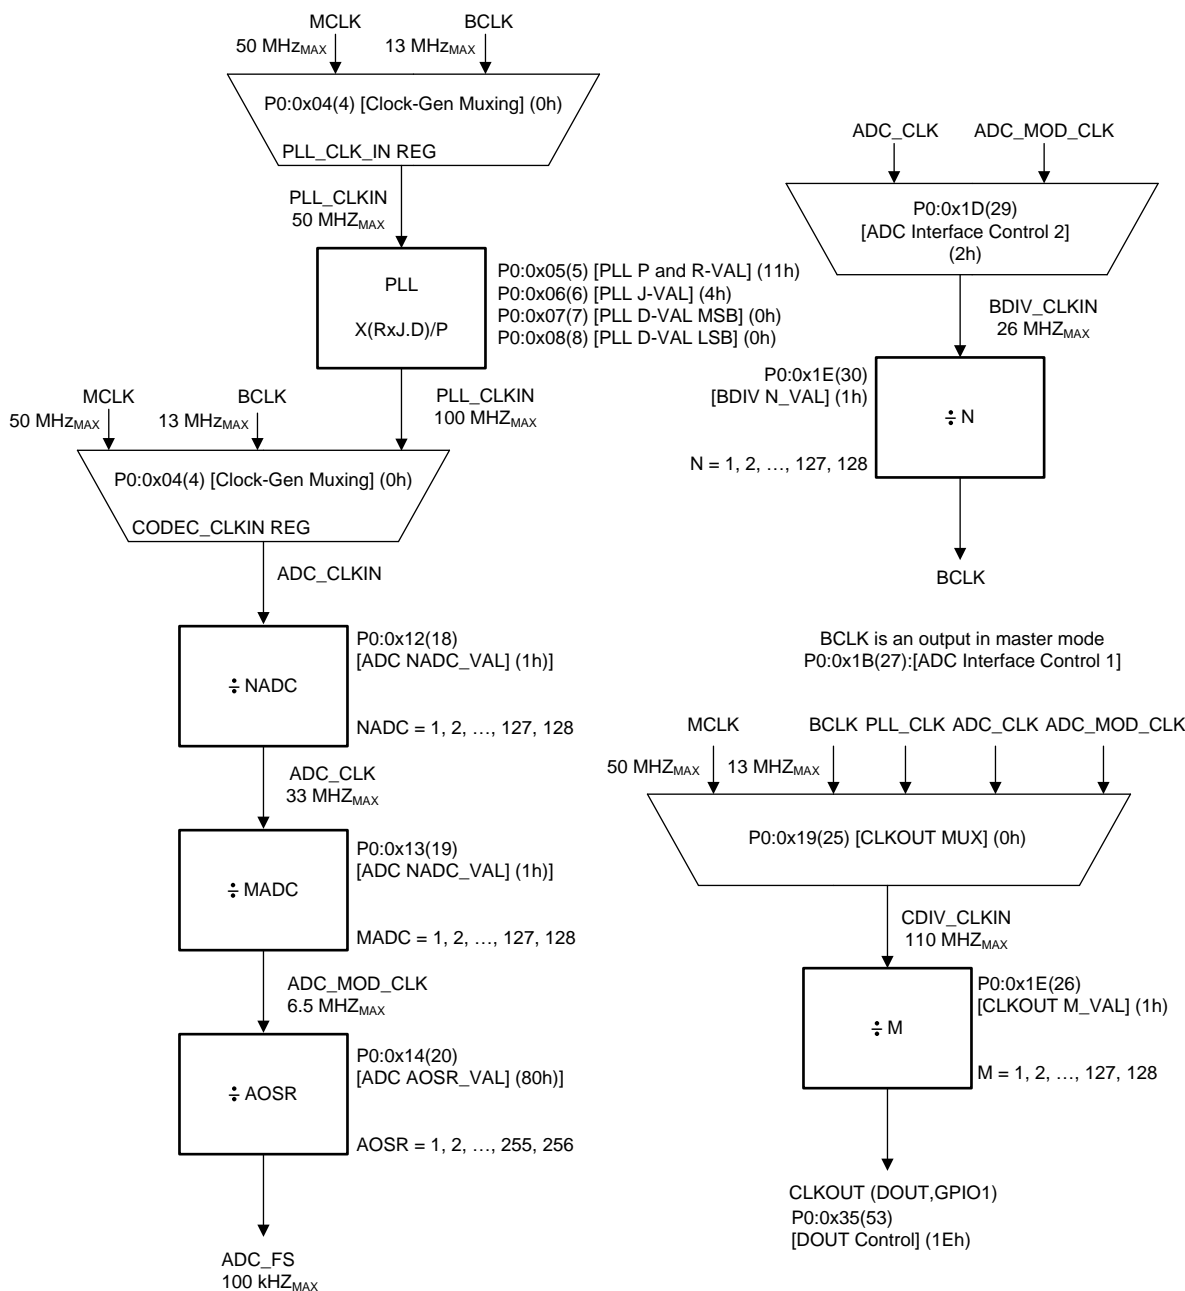 MCLK
50 MHzMAX
BCLK
13 MHzMAX
P0:0x04(4) [Clock-Gen Muxing] (0h)
PLL_CLK_IN REG
PLL_CLKIN
50 MHZMAX
PLL
X(RxJ.D)/P
P0:0x05(5) [PLL P and R-VAL] (11h)
P0:0x06(6) [PLL J-VAL] (4h)
P0:0x07(7) [PLL D-VAL MSB] (0h)
P0:0x08(8) [PLL D-VAL LSB] (0h)
MCLK
50 MHzMAX
BCLK
13 MHzMAX
PLL_CLKIN
100 MHZMAX
P0:0x04(4) [Clock-Gen Muxing] (0h)
CODEC_CLKIN REG
ADC_CLKIN
÷ NADC
P0:0x12(18)
[ADC NADC_VAL] (1h)]
NADC = 1, 2, …, 127, 128
ADC_CLK
33 MHZMAX
÷ MADC
P0:0x13(19)
[ADC NADC_VAL] (1h)]
MADC = 1, 2, …, 127, 128
ADC_MOD_CLK
6.5 MHZMAX
÷ AOSR
P0:0x14(20)
[ADC AOSR_VAL] (80h)]
AOSR = 1, 2, …, 255, 256
ADC_FS
100 kHZMAX
ADC_CLK
ADC_MOD_CLK
P0:0x1D(29)
[ADC Interface Control 2]
(2h)
BDIV_CLKIN
26 MHZMAX
P0:0x1E(30)
[BDIV N_VAL] (1h)
÷ N
N = 1, 2, …, 127, 128
BCLK
BCLK is an output in master mode
P0:0x1B(27):[ADC Interface Control 1]
MCLK
50 MHZMAX
BCLK
13 MHZMAX
PLL_CLK
ADC_CLK
ADC_MOD_CLK
P0:0x19(25) [CLKOUT MUX] (0h)
CDIV_CLKIN
110 MHZMAX
÷ M
P0:0x1E(26)
[CLKOUT M_VAL] (1h)
M = 1, 2, …, 127, 128
CLKOUT (DOUT,GPIO1)
P0:0x35(53)
[DOUT Control] (1Eh)